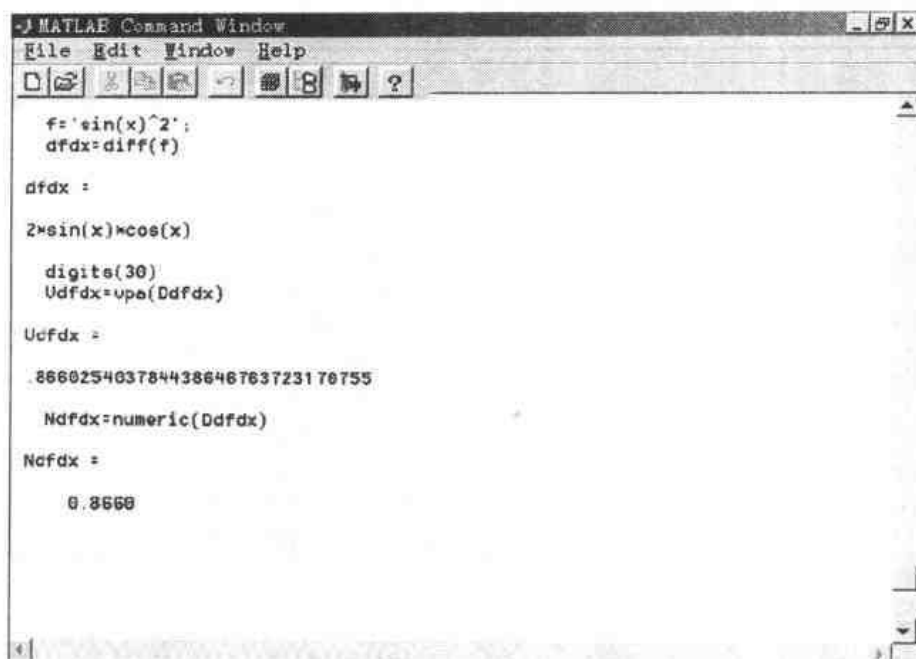 MATLAB Command Window
File Edit Window Help
f='sin(x)^2';
dfdx=diff(f)
dfdx =
2*sin(x)*cos(x)
digits(30)
Vdfdx=vpa(Ddfdx)
Vdfdx =
.866025403784438646763723170755
Ndfdx=numeric(Ddfdx)
Ndfdx =
0.8660